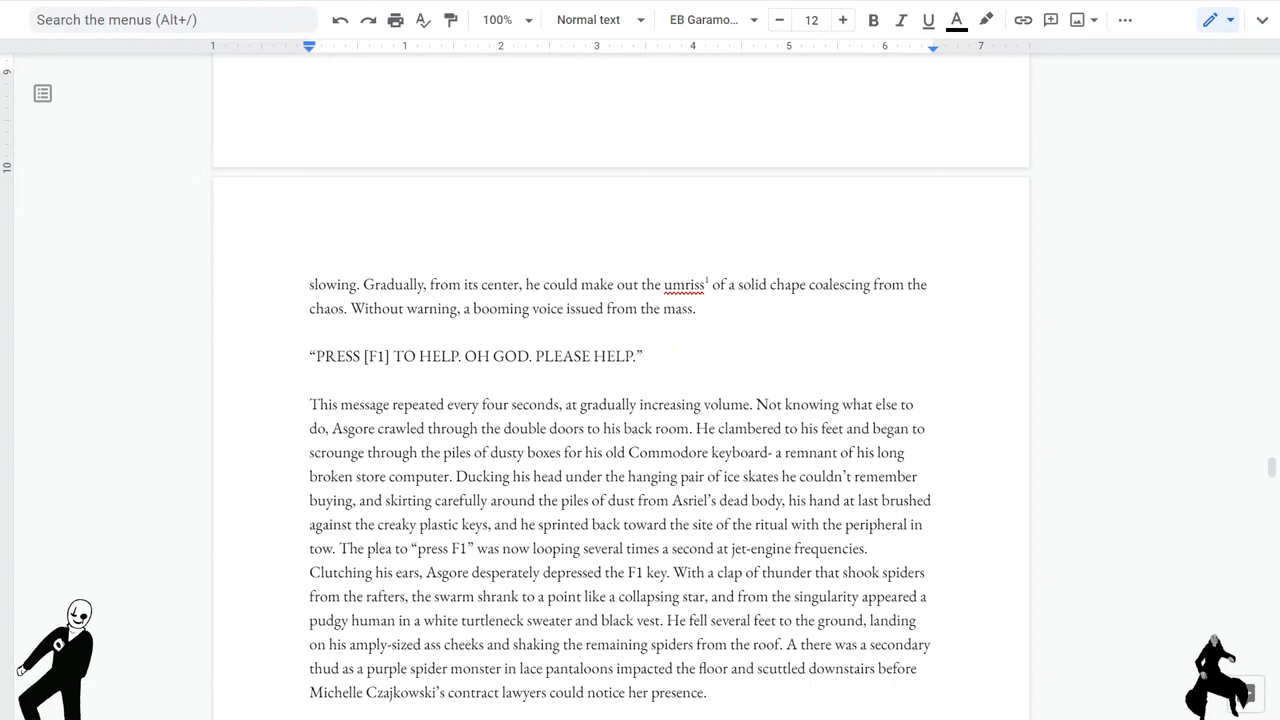 Search the menus (Alt+/)
100%
Normal text
EB Garamo...
12
B I U A
1 1 2 3 4 5 6 7
9
10
slowing. Gradually, from its center, he could make out the umriss¹ of a solid chape coalescing from the
chaos. Without warning, a booming voice issued from the mass.
“PRESS [F1] TO HELP. OH GOD. PLEASE HELP.”
This message repeated every four seconds, at gradually increasing volume. Not knowing what else to
do, Asgore crawled through the double doors to his back room. He clambered to his feet and began to
scrounge through the piles of dusty boxes for his old Commodore keyboard- a remnant of his long
broken store computer. Ducking his head under the hanging pair of ice skates he couldn’t remember
buying, and skirting carefully around the piles of dust from Asriel’s dead body, his hand at last brushed
against the creaky plastic keys, and he sprinted back toward the site of the ritual with the peripheral in
tow. The plea to “press F1” was now looping several times a second at jet-engine frequencies.
Clutching his ears, Asgore desperately depressed the F1 key. With a clap of thunder that shook spiders
from the rafters, the swarm shrank to a point like a collapsing star, and from the singularity appeared a
pudgy human in a white turtleneck sweater and black vest. He fell several feet to the ground, landing
on his amply-sized ass cheeks and shaking the remaining spiders from the roof. A there was a secondary
thud as a purple spider monster in lace pantaloons impacted the floor and scuttled downstairs before
Michelle Czajkowski’s contract lawyers could notice her presence.